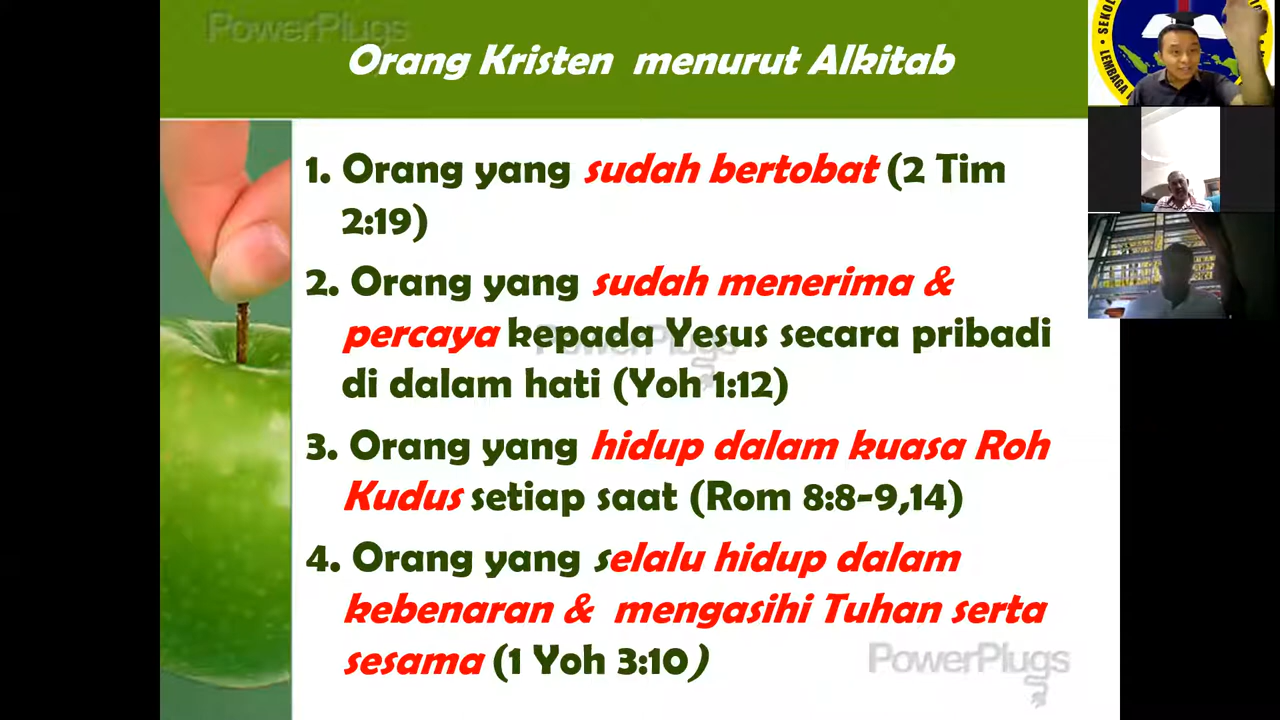 PowerPlugs
Orang Kristen menurut Alkitab
1. Orang yang sudah bertobat (2 Tim
2:19)
2. Orang yang sudah menerima &
percaya kepada Yesus secara pribadi
di dalam hati (Yoh 1:12)
PowerPlugs
3. Orang yang hidup dalam kuasa Roh
Kudus setiap saat (Rom 8:8-9,14)
4. Orang yang selalu hidup dalam
kebenaran & mengasihi Tuhan serta
sesama (1 Yoh 3:10)
PowerPlugs
LEMBAGA